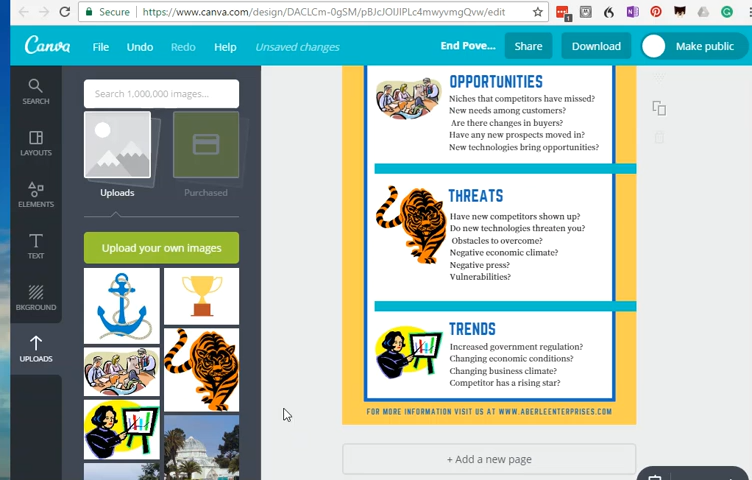 Secure https://www.canva.com/design/DACLCm-0gSM/pBJcJOIJIPLc4mwyvmgQvw/edit
Canva File Undo Redo Help Unsaved changes End Pove... Share Download Make public
SEARCH
Search 1,000,000 images...
LAYOUTS
Uploads Purchased
ELEMENTS
Upload your own images
TEXT
BKGROUND
UPLOADS
OPPORTUNITIES
Niches that competitors have missed?
New needs among customers?
Are there changes in buyers?
Have any new prospects moved in?
New technologies bring opportunities?
THREATS
Have new competitors shown up?
Do new technologies threaten you?
Obstacles to overcome?
Negative economic climate?
Negative press?
Vulnerabilities?
TRENDS
Increased government regulation?
Changing economic conditions?
Changing business climate?
Competitor has a rising star?
FOR MORE INFORMATION VISIT US AT WWW.ABERLEENTERPRISES.COM
+ Add a new page